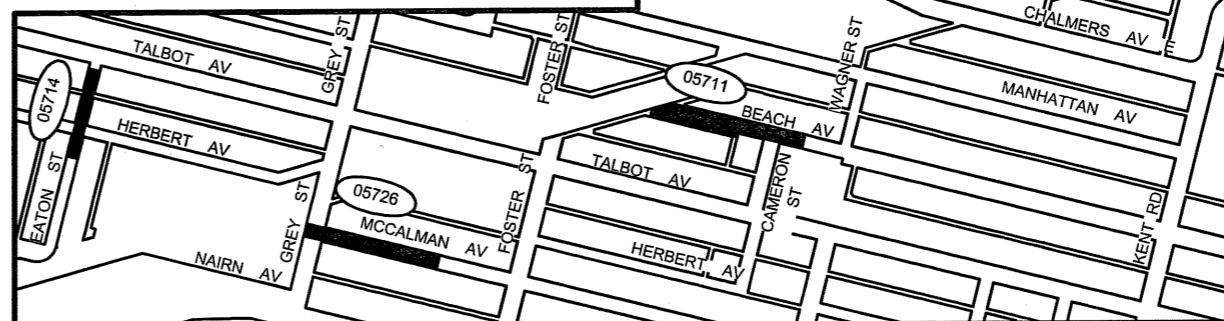 CHALMERS AV
E
TALBOT AV
GREY ST
FOSTER ST
WAGNER ST
05714
05711
MANHATTAN AV
BEACH AV
HERBERT AV
TALBOT AV
EATON ST
GREY ST
05726
FOSTER ST
CAMERON ST
KENT RD
MCCALMAN AV
HERBERT AV
NAIRN AV